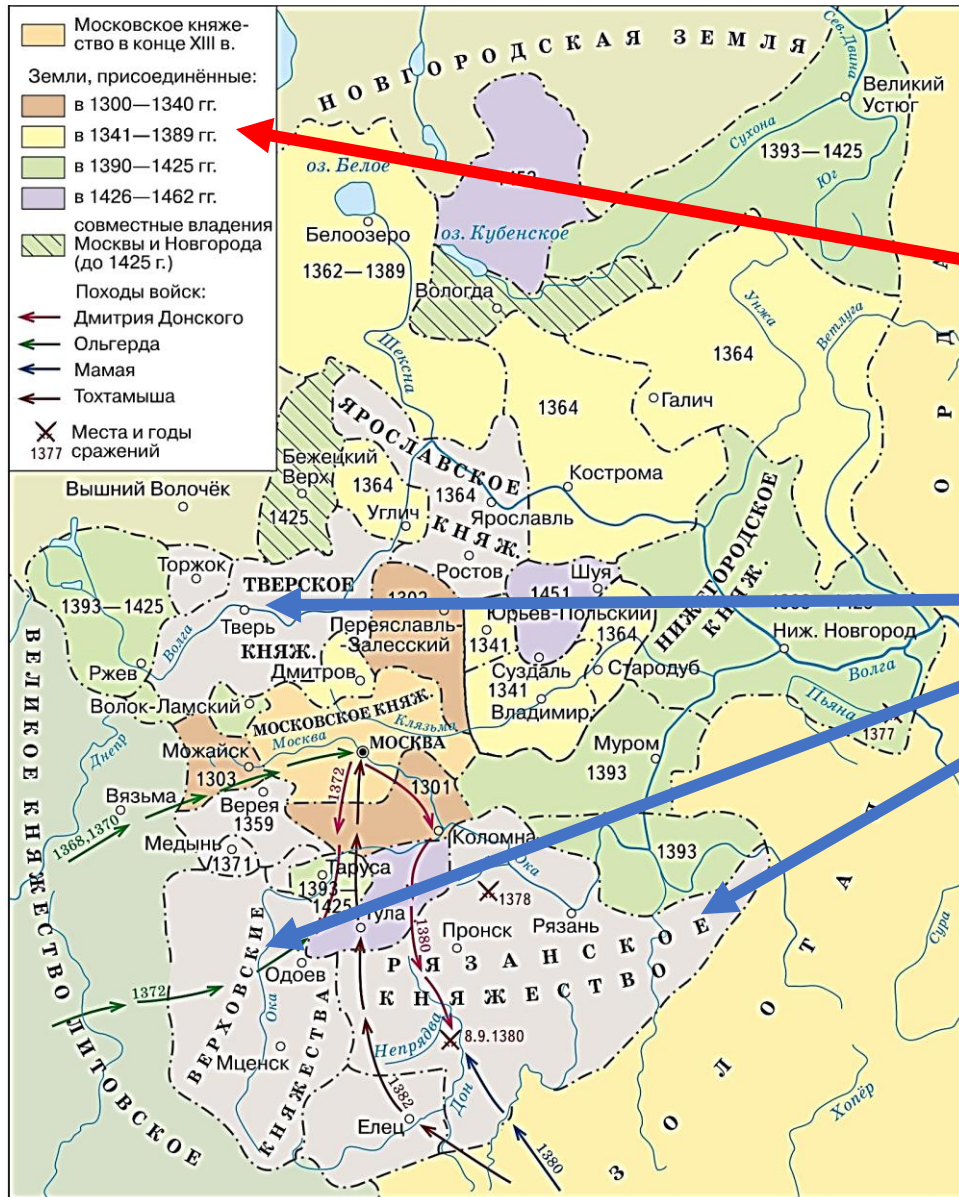 Московское княже-
ство в конце XIII в.
Земли, присоединённые:
в 1300—1340 гг.
в 1341—1389 гг.
в 1390—1425 гг.
в 1426—1462 гг.
совместные владения
Москвы и Новгорода
(до 1425 г.)
Походы войск:
Дмитрия Донского
Ольгерда
Мамая
Тохтамыша
Места и годы
1377 сражений
НОВГОРОДСКАЯ ЗЕМЛЯ
Сев. Двина
Великий
Устюг
Сухона
1393—1425
Юг
оз. Белое
Белоозеро
1362—1389
оз. Кубенское
Вологда
Шексна
Унжа
Ветлуга
1364
1364
Галич
ЯРОСЛАВСКОЕ
КНЯЖ.
1364
Кострома
Ярославль
Бежецкий
Верх
1364
1425
Углич
Вышний Волочёк
Торжок
ТВЕРСКОЕ
КНЯЖ.
Ростов
1451
Шуя
НИЖЕГОРОДСКОЕ
КНЯЖ.
1393—1425
Волга
Тверь
Переяславль-
Залесский
Юрьев-Польский
1341
1364
Ниж. Новгород
Ржев
Дмитров
Суздаль
1341
Стародуб
Волга
Волок-Ламский
МОСКОВСКОЕ КНЯЖ.
Клязьма
Владимир
Пьяна
1377
ВЕЛИКОЕ КНЯЖЕСТВО ЛИТОВСКОЕ
Днепр
Можайск
Москва
МОСКВА
Муром
1303
1372
1301
1393
Вязьма
Верея
1359
1368,1370
Медынь
1371
Коломна
Ока
1393
Таруса
1393
1425
Тула
1378
Рязань
1380
Пронск
Сура
Одоев
РЯЗАНСКОЕ
КНЯЖЕСТВО
1372
Ока
ВЕРХОВСКИЕ
КНЯЖЕСТВА
Непрядва
8.9.1380
Мценск
1382
Дон
Елец
1380
Хопёр
ЗОЛОТА
ОРД